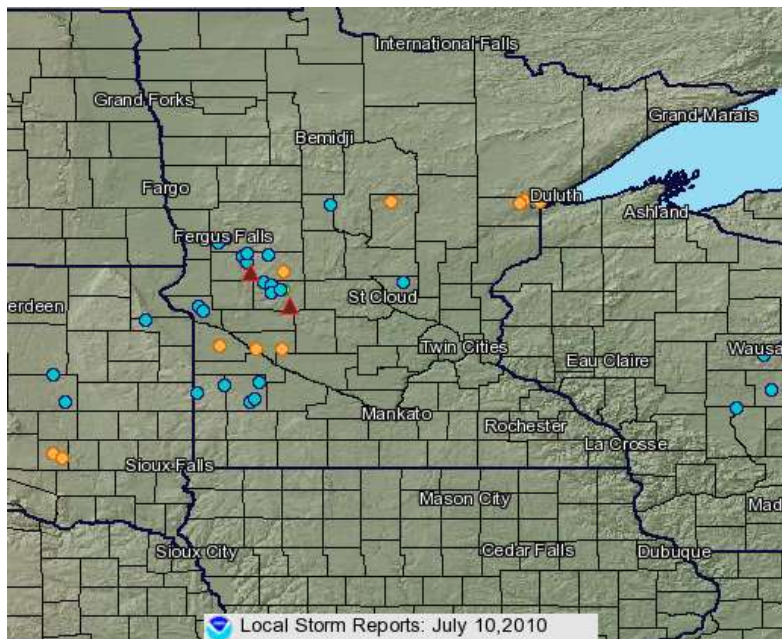 International Falls
Grand Forks
Grand Marais
Bemidji
Fargo
Duluth
Ashland
Fergus Falls
St Cloud
erdeen
Twin Cities
Wausa
Eau Claire
Mankato
Rochester
La Crosse
Sioux Falls
Mason City
Mad
Sioux City
Cedar Falls
Dubuque
Local Storm Reports: July 10,2010